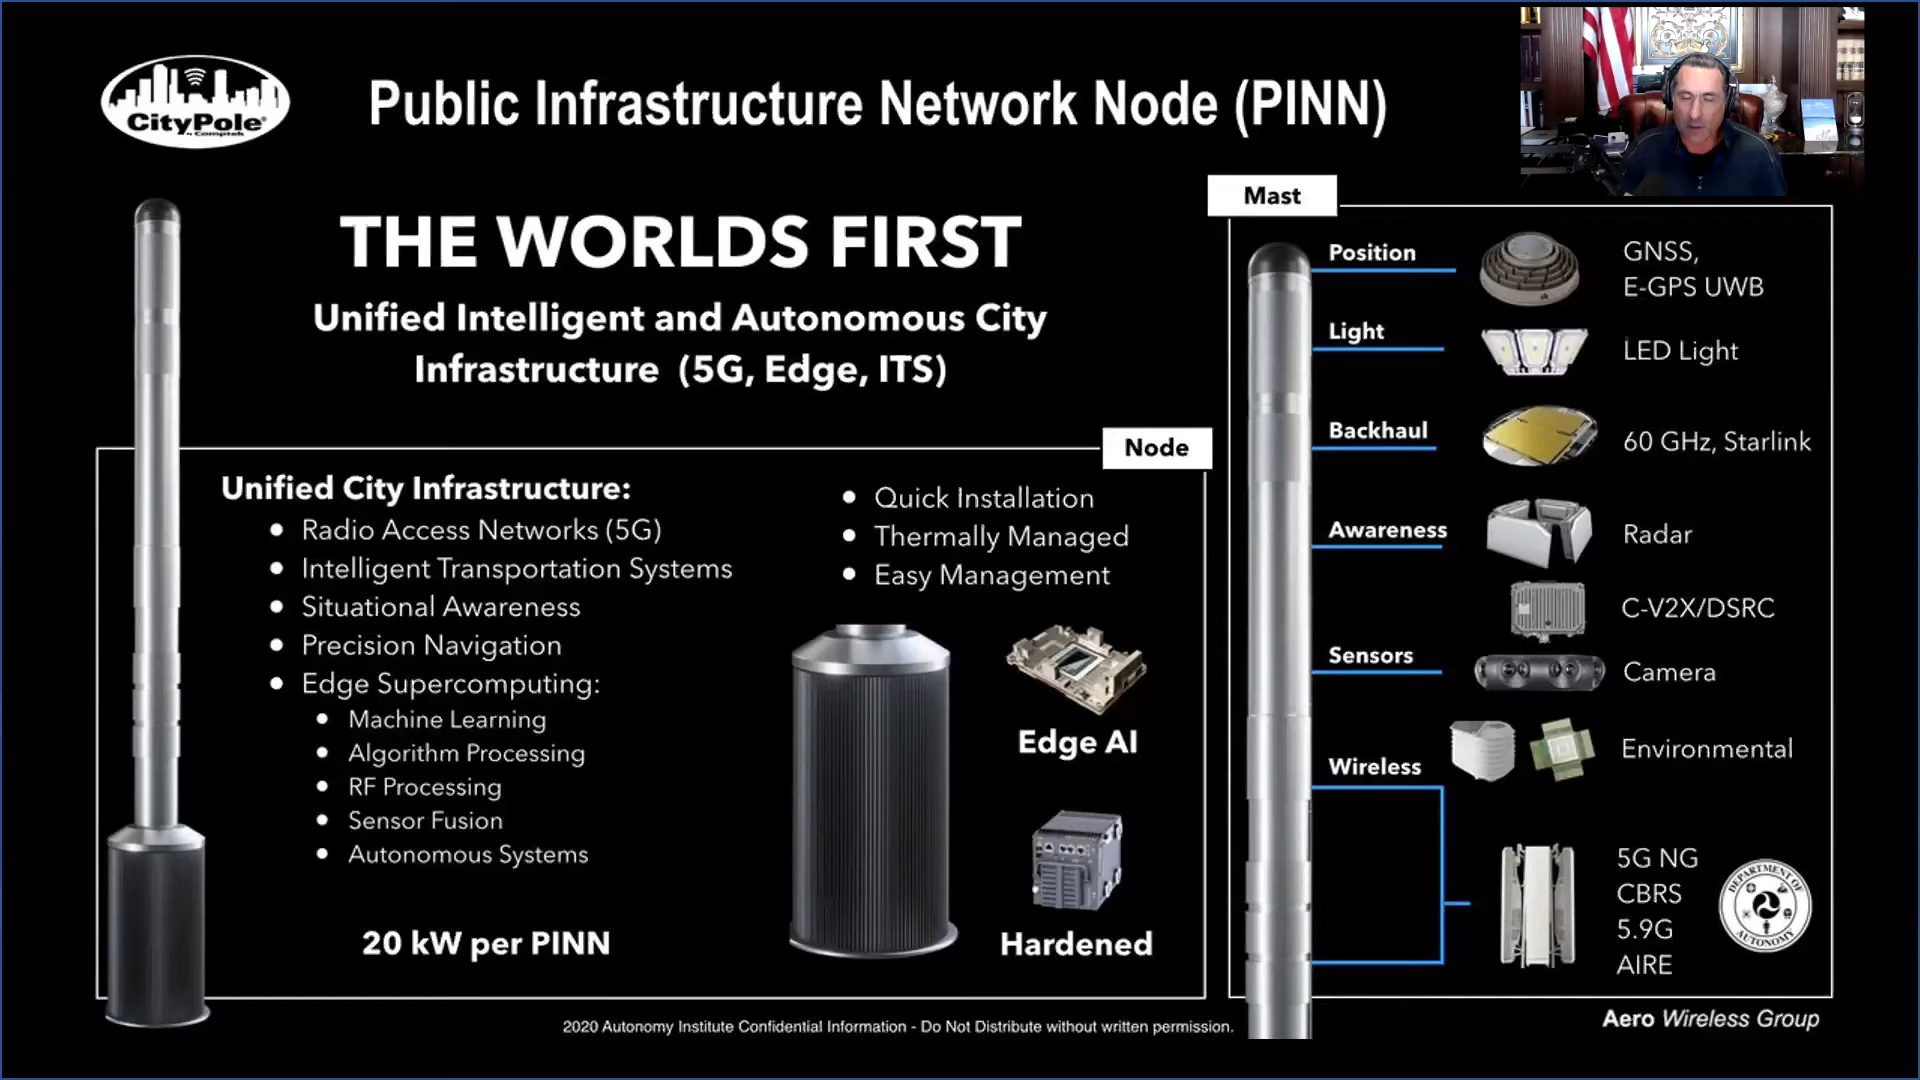 CityPole®
by Comptek
Public Infrastructure Network Node (PINN)
THE WORLDS FIRST
Unified Intelligent and Autonomous City
Infrastructure (5G, Edge, ITS)
Node
Unified City Infrastructure:
• Radio Access Networks (5G)
• Intelligent Transportation Systems
• Situational Awareness
• Precision Navigation
• Edge Supercomputing:
• Machine Learning
• Algorithm Processing
• RF Processing
• Sensor Fusion
• Autonomous Systems
20 kW per PINN
• Quick Installation
• Thermally Managed
• Easy Management
Edge AI
Hardened
Mast
Position
GNSS,
E-GPS UWB
Light
LED Light
Backhaul
60 GHz, Starlink
Awareness
Radar
C-V2X/DSRC
Sensors
Camera
Environmental
Wireless
5G NG
CBRS
5.9G
AIRE
DEPARTMENT OF
AUTONOMY
2020 Autonomy Institute Confidential Information - Do Not Distribute without written permission.
Aero Wireless Group